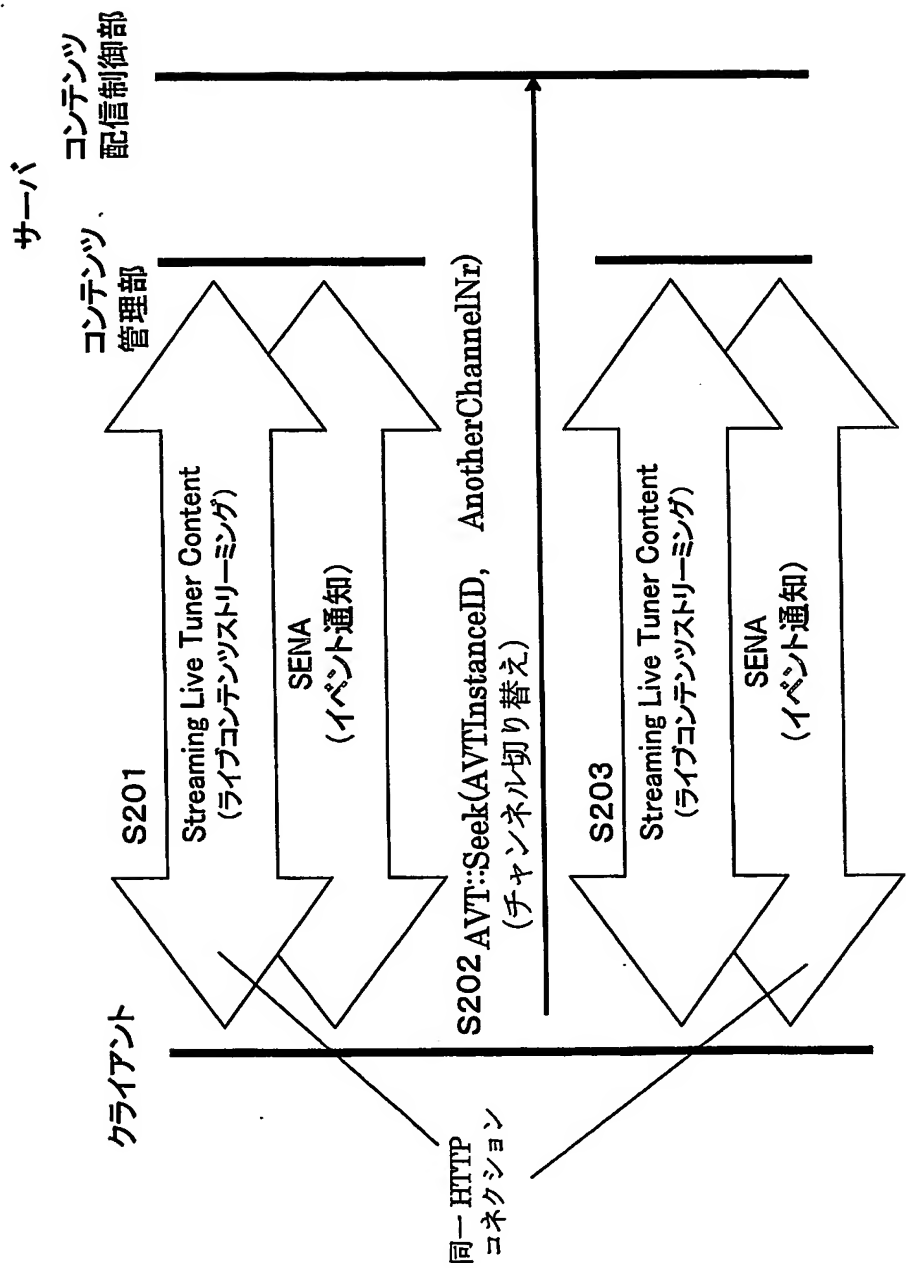 サーバ
クライアント
コンテンツ
管理部
コンテンツ
配信制御部
S201
Streaming Live Tuner Content
(ライブコンテンツストリーミング)
SENA
(イベント通知)
S202 AVT::Seek(AVTInstanceID, AnotherChannelNr)
(チャンネル切り替え)
S203
Streaming Live Tuner Content
(ライブコンテンツストリーミング)
SENA
(イベント通知)
同一 HTTP
コネクション